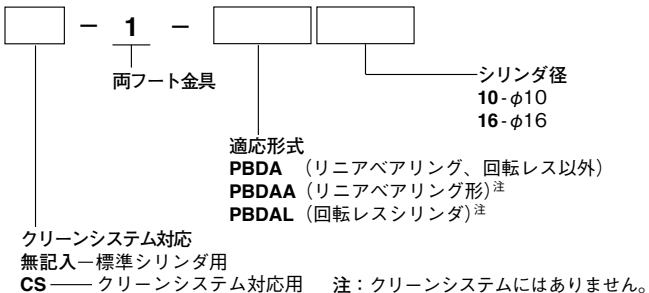 − 1 −
両フート金具
シリンダ径
10-φ10
16-φ16
適応形式
PBDA （リニアベアリング、回転レス以外）
PBDAA（リニアベアリング形）注
PBDAL（回転レスシリンダ）注
クリーンシステム対応
無記入－標準シリンダ用
CS ── クリーンシステム対応用　注：クリーンシステムにはありません。